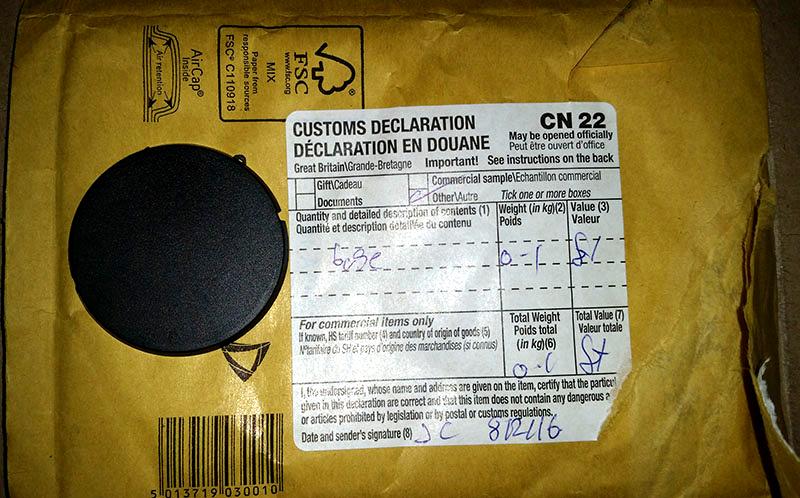 Air retention
AirCap®
Inside
FSC
www.fsc.org
MIX
Paper from
responsible sources
FSC® C110918
CUSTOMS DECLARATION
DÉCLARATION EN DOUANE
CN 22
May be opened officially
Peut être ouvert d'office
Great Britain\Grande-Bretagne Important! See instructions on the back
Gift\Cadeau
Commercial sample\Echantillon commercial
Documents
Other\Autre
Tick one or more boxes
Quantity and detailed description of contents (1)
Quantité et description détaillée du contenu
Weight (in kg)(2)
Poids
Value (3)
Valeur
base
0-1
£1
For commercial items only
If known, HS tariff number (4) and country of origin of goods (5)
N°tarifaire du SH et pays d'origine des marchandises (si connus)
Total Weight
Poids total
(in kg)(6)
0-1
Total Value (7)
Valeur totale
£1
I, the undersigned, whose name and address are given on the item, certify that the particul
given in this declaration are correct and that this item does not contain any dangerous a
or articles prohibited by legislation or by postal or customs regulations.
Date and sender's signature (8)
5 013719 030010